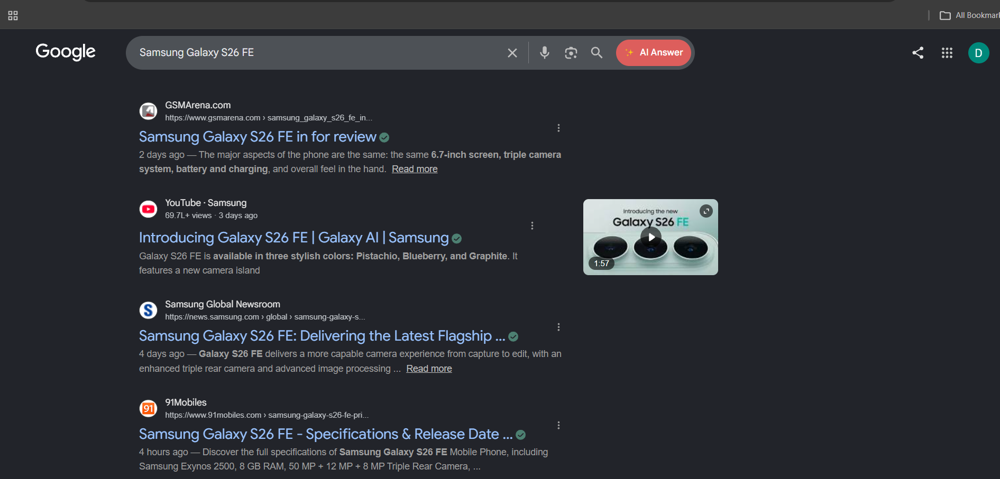 All Bookmar
Google
Samsung Galaxy S26 FE
AI Answer
D
GSMArena.com
https://www.gsmarena.com › samsung_galaxy_s26_fe_in...
Samsung Galaxy S26 FE in for review
2 days ago — The major aspects of the phone are the same: the same 6.7-inch screen, triple camera
system, battery and charging, and overall feel in the hand. Read more
YouTube · Samsung
69.7L+ views · 3 days ago
Introducing Galaxy S26 FE | Galaxy AI | Samsung
Galaxy S26 FE is available in three stylish colors: Pistachio, Blueberry, and Graphite. It
features a new camera island
Introducing the new
Galaxy S26 FE
1:57
S
Samsung Global Newsroom
https://news.samsung.com › global › samsung-galaxy-s...
Samsung Galaxy S26 FE: Delivering the Latest Flagship ...
4 days ago — Galaxy S26 FE delivers a more capable camera experience from capture to edit, with an
enhanced triple rear camera and advanced image processing ... Read more
91
91Mobiles
https://www.91mobiles.com › samsung-galaxy-s26-fe-pri...
Samsung Galaxy S26 FE - Specifications & Release Date ...
4 hours ago — Discover the full specifications of Samsung Galaxy S26 FE Mobile Phone, including
Samsung Exynos 2500, 8 GB RAM, 50 MP + 12 MP + 8 MP Triple Rear Camera, ...